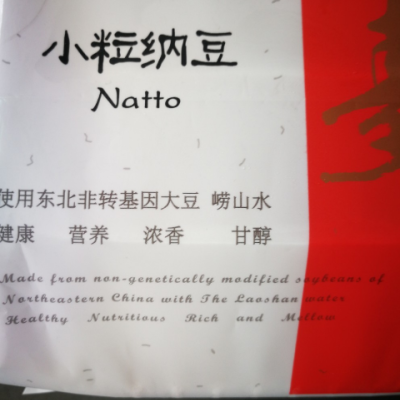 小粒纳豆
Natto
使用东北非转基因大豆 崂山水
健康 营养 浓香 甘醇
Made from non-genetically modified soybeans of
Northeastern China with The Laoshan water
Healthy Nutritious Rich and Mellow